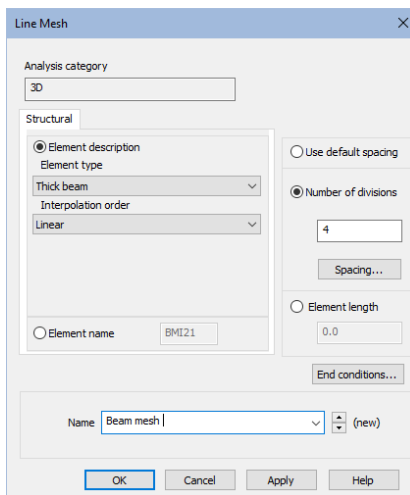 Line Mesh
Analysis category
3D
Structural
Element description
Element type
Thick beam
Interpolation order
Linear
Element name
BMI21
Use default spacing
Number of divisions
4
Spacing...
Element length
0.0
End conditions...
Name
Beam mesh
(new)
OK
Cancel
Apply
Help